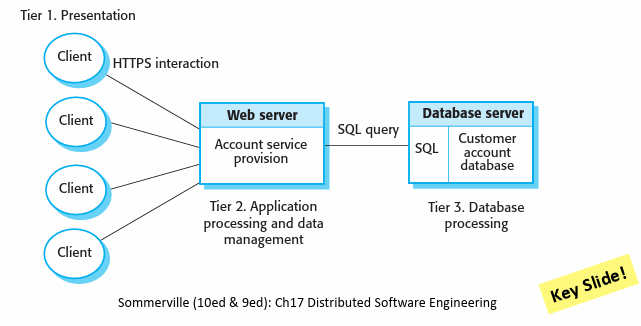 Tier 1. Presentation
Client
HTTPS interaction
Client
Client
Client
Web server
Account service
provision
Tier 2. Application
processing and data
management
SQL query
Database server
SQL
Customer
account
database
Tier 3. Database
processing
Key Slide!
Sommerville (10ed & 9ed): Ch17 Distributed Software Engineering